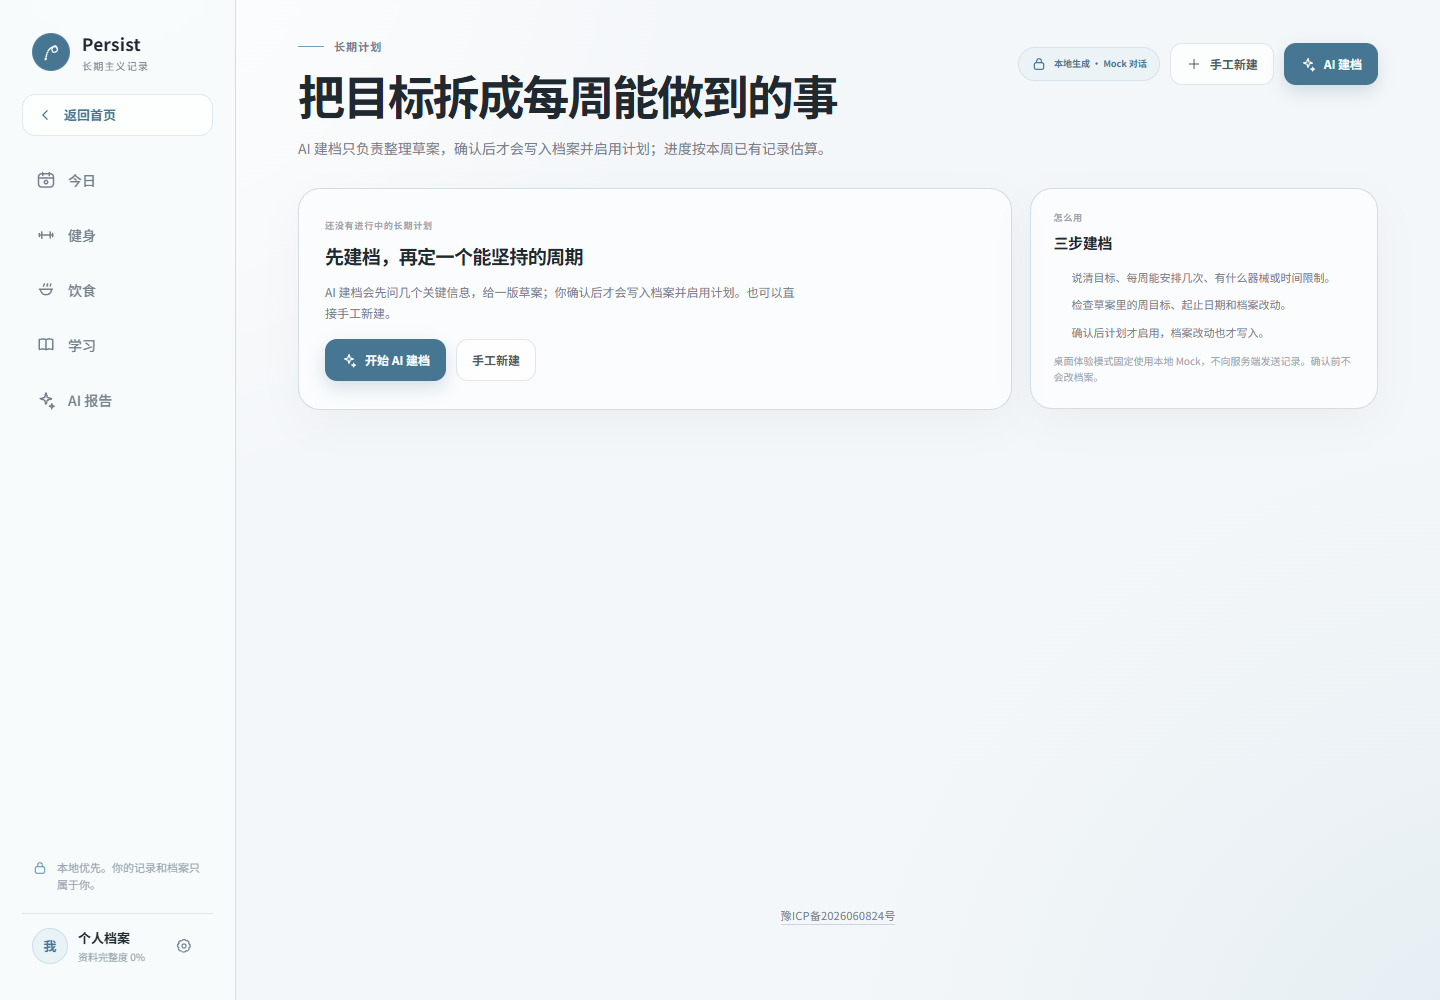 Persist
长期主义记录
返回首页
今日
健身
饮食
学习
AI 报告
本地优先。你的记录和档案只
属于你。
我
个人档案
资料完整度 0%
长期计划
把目标拆成每周能做到的事
AI 建档只负责整理草案，确认后才会写入档案并启用计划；进度按本周已有记录估算。
本地生成 · Mock 对话
手工新建
AI 建档
还没有进行中的长期计划
先建档，再定一个能坚持的周期
AI 建档会先问几个关键信息，给一版草案；你确认后才会写入档案并启用计划。也可以直
接手工新建。
开始 AI 建档
手工新建
怎么用
三步建档
说清目标、每周能安排几次、有什么器械或时间限制。
检查草案里的周目标、起止日期和档案改动。
确认后计划才启用，档案改动也才写入。
桌面体验模式固定使用本地 Mock，不向服务端发送记录。确认前不
会改档案。
豫ICP备2026060824号